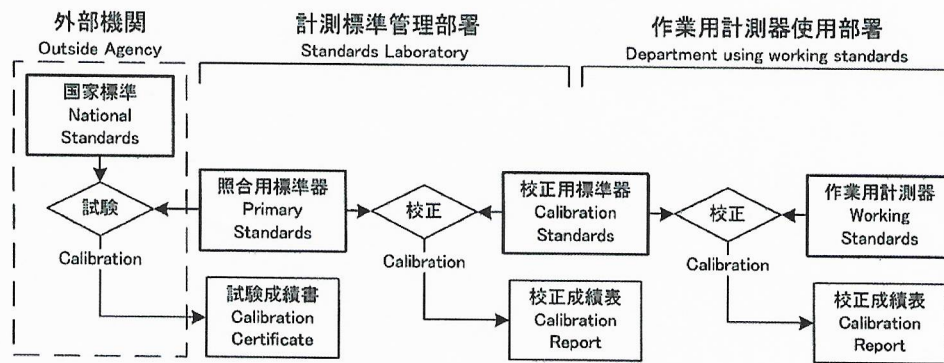 外部機関
Outside Agency
計測標準管理部署
Standards Laboratory
作業用計測器使用部署
Department using working standards
国家標準
National
Standards
試験
Calibration
照合用標準器
Primary
Standards
校正
Calibration
校正用標準器
Calibration
Standards
校正
Calibration
作業用計測器
Working
Standards
試験成績書
Calibration
Certificate
校正成績表
Calibration
Report
校正成績表
Calibration
Report